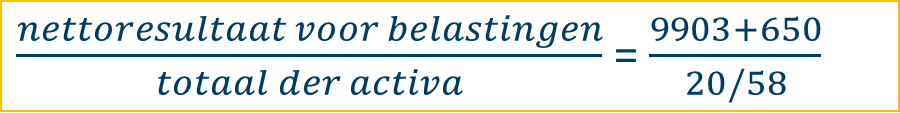 nettoresultaat voor belastingen = 9903+650
totaal der activa 20/58